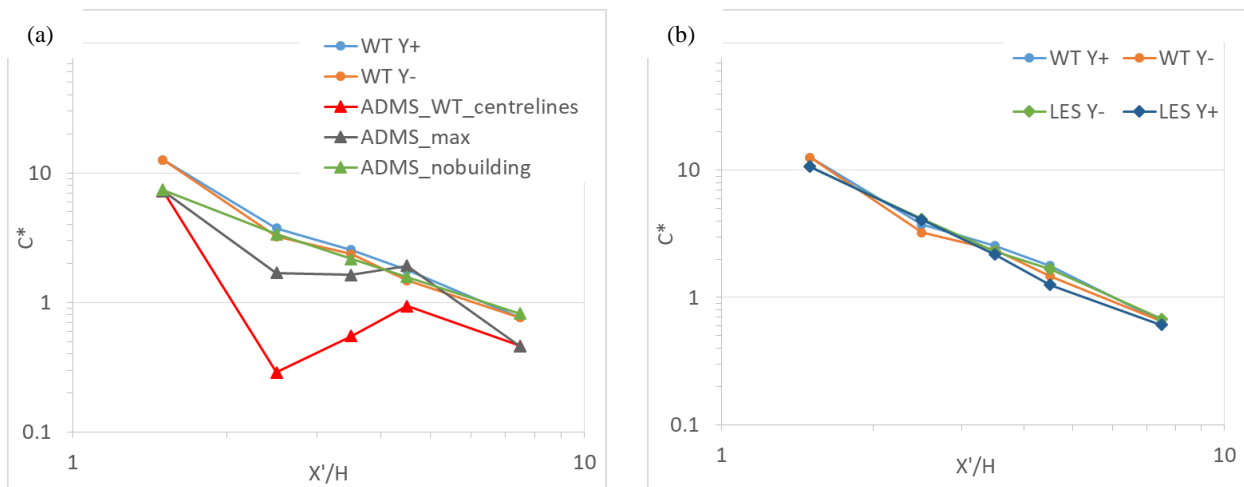 (a)
WT Y+
WT Y-
ADMS_WT_centrelines
ADMS_max
ADMS_nobuilding
10
1
0.1
C*
1
10
X'/H
(b)
WT Y+ WT Y-
LES Y- LES Y+
10
1
0.1
C*
1
10
X'/H